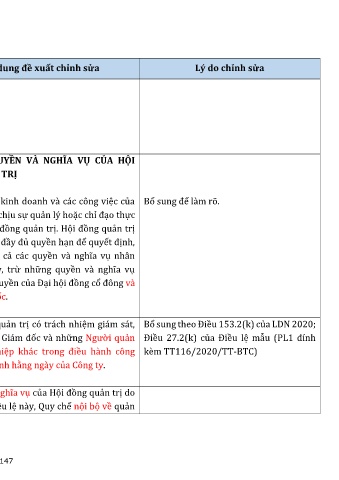 dung đề xuất chỉnh sửa
Lý do chỉnh sửa
UYỀN VÀ NGHĨA VỤ CỦA HỘI
TRỊ
kinh doanh và các công việc của
chịu sự quản lý hoặc chỉ đạo thực
đồng quản trị. Hội đồng quản trị
đầy đủ quyền hạn để quyết định,
cả các quyền và nghĩa vụ nhân
, trừ những quyền và nghĩa vụ
uyền của Đại hội đồng cổ đông và
ốc.
Bổ sung để làm rõ.
quản trị có trách nhiệm giám sát,
Giám đốc và những Người quản
iệp khác trong điều hành công
nh hằng ngày của Công ty.
Bổ sung theo Điều 153.2(k) của LDN 2020;
Điều 27.2(k) của Điều lệ mẫu (PL1 đính
kèm TT116/2020/TT-BTC)
ghĩa vụ của Hội đồng quản trị do
ều lệ này, Quy chế nội bộ về quản
147